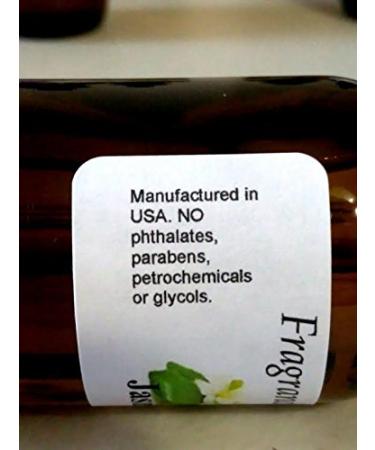 Manufactured in
USA. NO
phthalates,
parabens,
petrochemicals
or glycols.